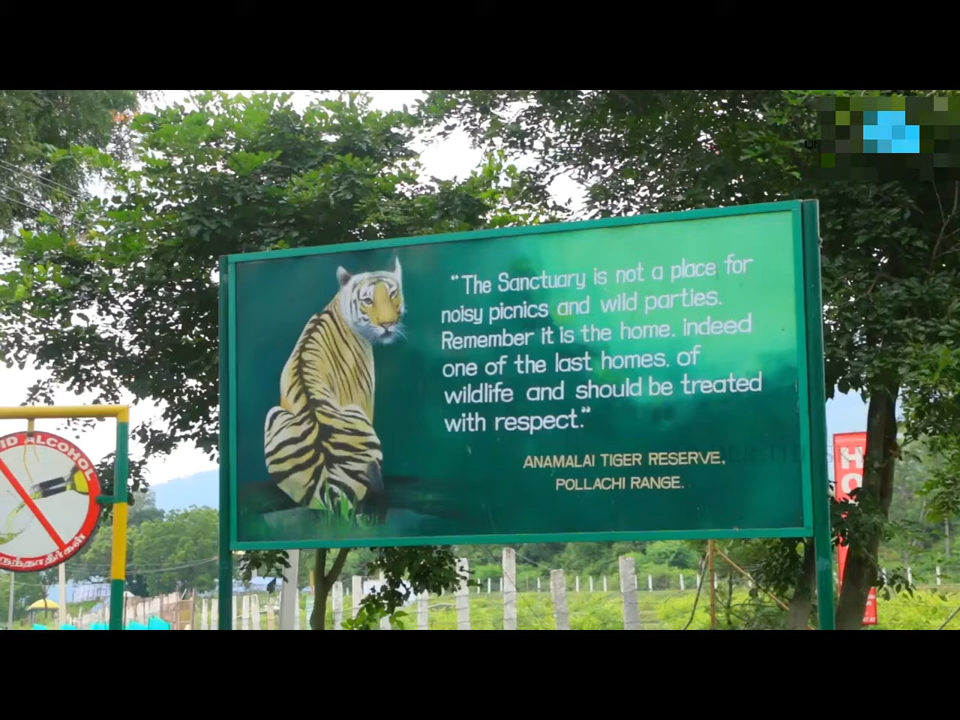 "The Sanctuary is not a place for
noisy picnics and wild parties.
Remember it is the home. indeed
one of the last homes. of
wildlife and should be treated
with respect."
ANAMALAI TIGER RESERVE.
POLLACHI RANGE.
ID ALCOHOL